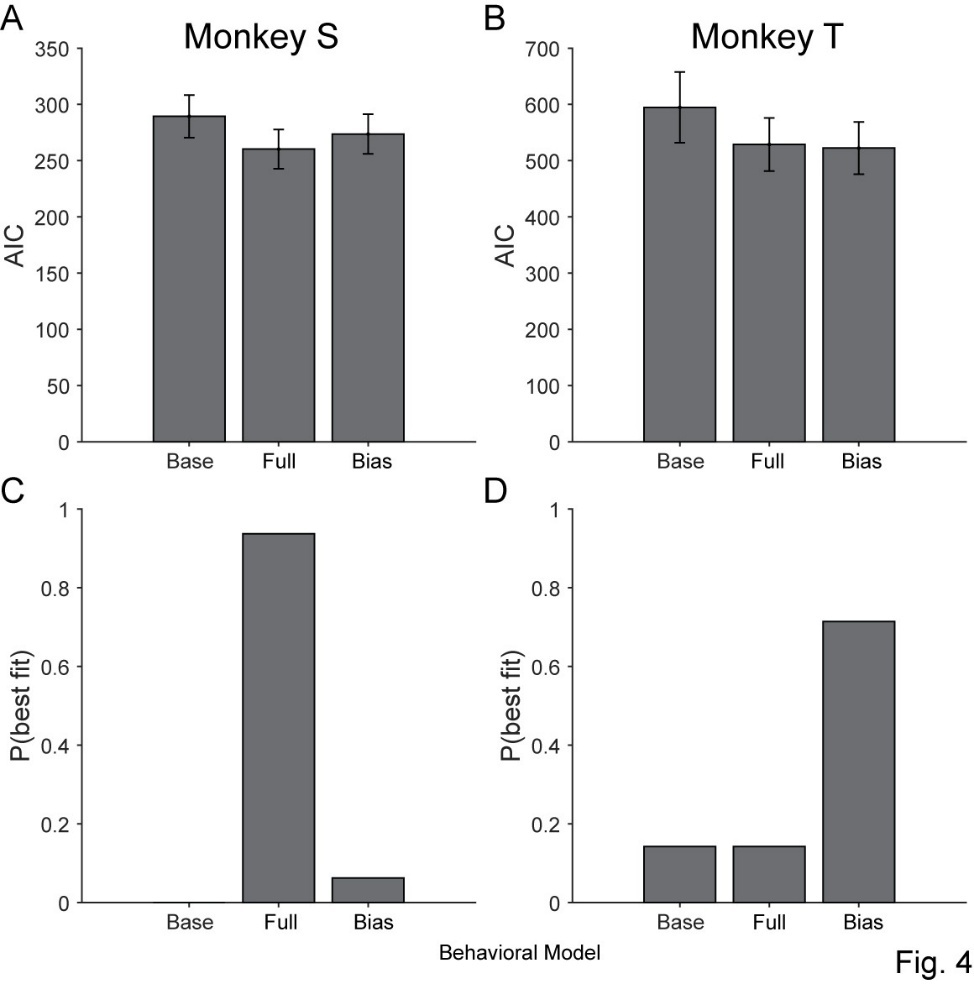 A
Monkey S
B
Monkey T
350
300
250
200
150
100
50
0
AIC
Base
Full
Bias
700
600
500
400
300
200
100
0
AIC
Base
Full
Bias
C
1
0.8
0.6
0.4
0.2
0
P(best fit)
Base
Full
Bias
D
1
0.8
0.6
0.4
0.2
0
P(best fit)
Base
Full
Bias
Behavioral Model
Fig. 4